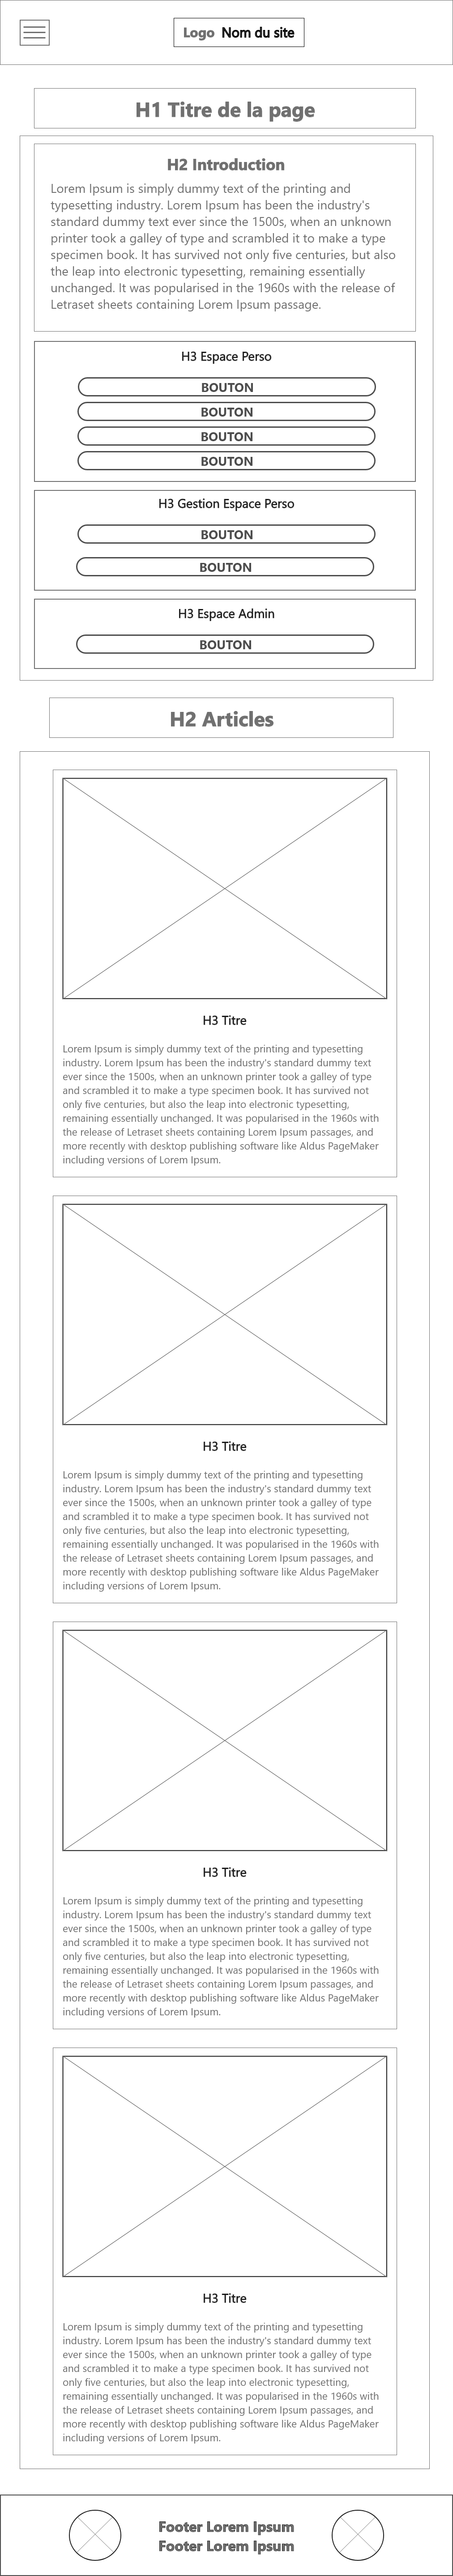 Logo Nom du site
H1 Titre de la page
H2 Introduction
Lorem Ipsum is simply dummy text of the printing and
typesetting industry. Lorem Ipsum has been the industry's
standard dummy text ever since the 1500s, when an unknown
printer took a galley of type and scrambled it to make a type
specimen book. It has survived not only five centuries, but also
the leap into electronic typesetting, remaining essentially
unchanged. It was popularised in the 1960s with the release of
Letraset sheets containing Lorem Ipsum passage.
H3 Espace Perso
BOUTON
BOUTON
BOUTON
BOUTON
H3 Gestion Espace Perso
BOUTON
BOUTON
H3 Espace Admin
BOUTON
H2 Articles
H3 Titre
Lorem Ipsum is simply dummy text of the printing and typesetting
industry. Lorem Ipsum has been the industry's standard dummy text
ever since the 1500s, when an unknown printer took a galley of type
and scrambled it to make a type specimen book. It has survived not
only five centuries, but also the leap into electronic typesetting,
remaining essentially unchanged. It was popularised in the 1960s with
the release of Letraset sheets containing Lorem Ipsum passages, and
more recently with desktop publishing software like Aldus PageMaker
including versions of Lorem Ipsum.
H3 Titre
Lorem Ipsum is simply dummy text of the printing and typesetting
industry. Lorem Ipsum has been the industry's standard dummy text
ever since the 1500s, when an unknown printer took a galley of type
and scrambled it to make a type specimen book. It has survived not
only five centuries, but also the leap into electronic typesetting,
remaining essentially unchanged. It was popularised in the 1960s with
the release of Letraset sheets containing Lorem Ipsum passages, and
more recently with desktop publishing software like Aldus PageMaker
including versions of Lorem Ipsum.
H3 Titre
Lorem Ipsum is simply dummy text of the printing and typesetting
industry. Lorem Ipsum has been the industry's standard dummy text
ever since the 1500s, when an unknown printer took a galley of type
and scrambled it to make a type specimen book. It has survived not
only five centuries, but also the leap into electronic typesetting,
remaining essentially unchanged. It was popularised in the 1960s with
the release of Letraset sheets containing Lorem Ipsum passages, and
more recently with desktop publishing software like Aldus PageMaker
including versions of Lorem Ipsum.
H3 Titre
Lorem Ipsum is simply dummy text of the printing and typesetting
industry. Lorem Ipsum has been the industry's standard dummy text
ever since the 1500s, when an unknown printer took a galley of type
and scrambled it to make a type specimen book. It has survived not
only five centuries, but also the leap into electronic typesetting,
remaining essentially unchanged. It was popularised in the 1960s with
the release of Letraset sheets containing Lorem Ipsum passages, and
more recently with desktop publishing software like Aldus PageMaker
including versions of Lorem Ipsum.
Footer Lorem Ipsum
Footer Lorem Ipsum